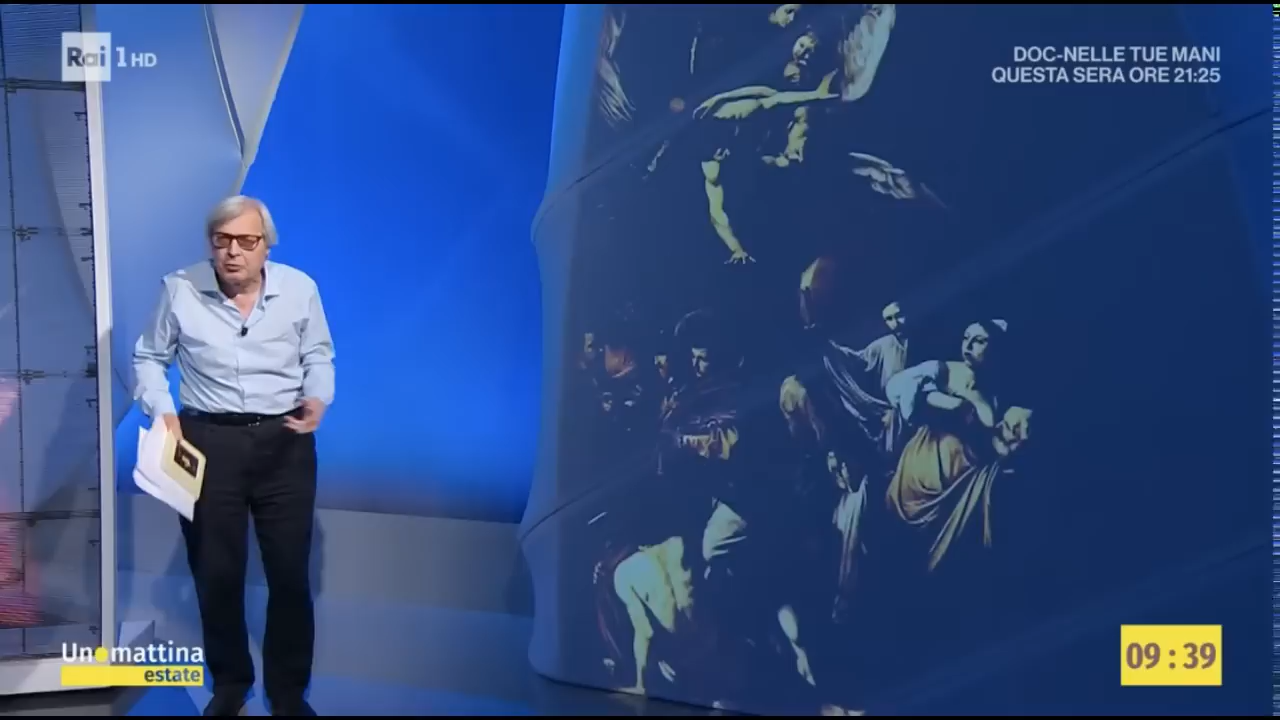 Rai 1 HD
DOC-NELLE TUE MANI
QUESTA SERA ORE 21:25
Unomattina
estate
09:39